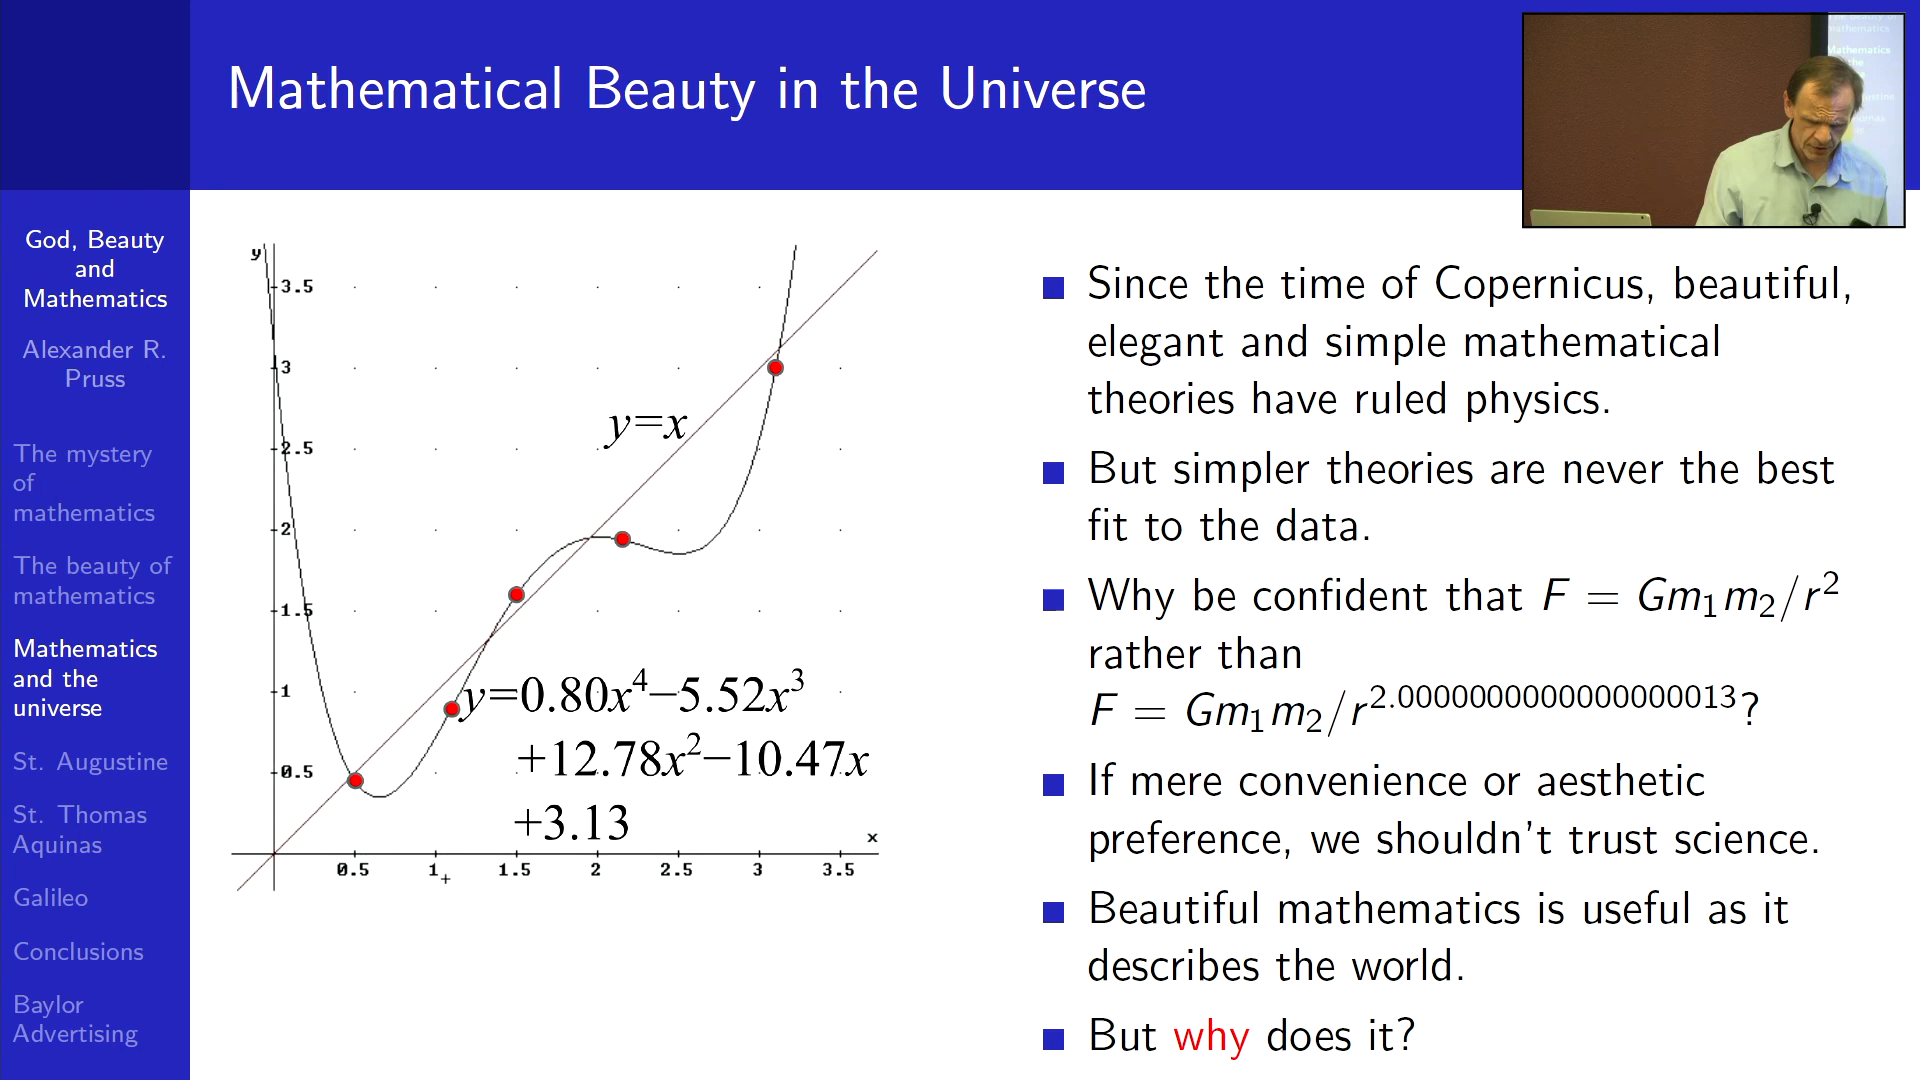 Mathematical Beauty in the Universe
God, Beauty
and
Mathematics
Alexander R.
Pruss
The mystery
of
mathematics
The beauty of
mathematics
Mathematics
and the
universe
St. Augustine
St. Thomas
Aquinas
Galileo
Conclusions
Baylor
Advertising
y
3.5
3
2.5
2
1.5
1
0.5
y=x
y=0.80x⁴−5.52x³
+12.78x²−10.47x
+3.13
x
0.5
1
1.5
2
2.5
3
3.5
Since the time of Copernicus, beautiful,
elegant and simple mathematical
theories have ruled physics.
But simpler theories are never the best
fit to the data.
Why be confident that F = Gm₁m₂/r²
rather than
F = Gm₁m₂/r²·⁰⁰⁰⁰⁰⁰⁰⁰⁰⁰⁰⁰⁰⁰⁰⁰⁰¹³?
If mere convenience or aesthetic
preference, we shouldn't trust science.
Beautiful mathematics is useful as it
describes the world.
But why does it?
mathematics
Mathematics